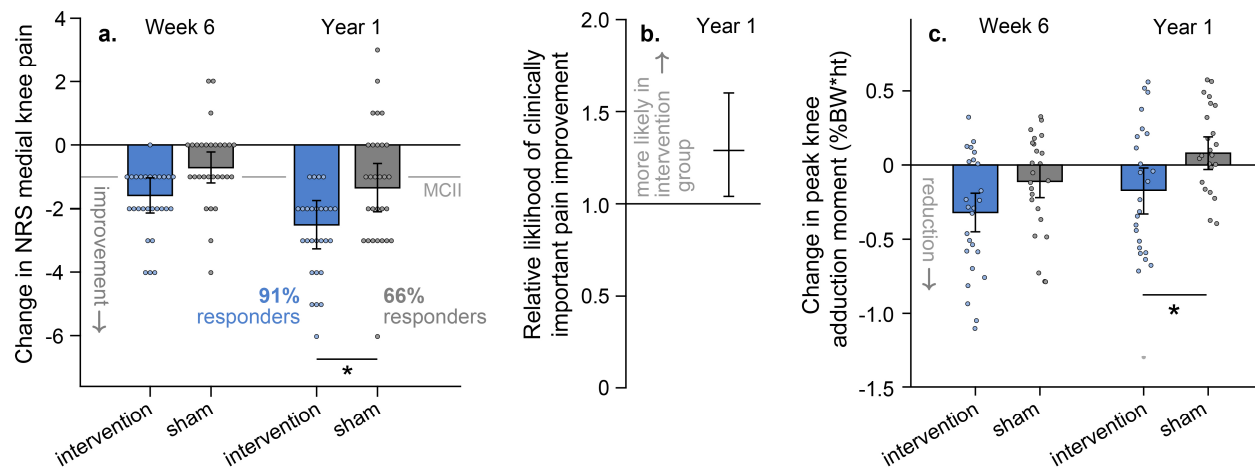 a.
Week 6
Year 1
Change in NRS medial knee pain
4
2
0
-2
-4
-6
improvement →
MCII
91%
responders
66%
responders
*
intervention
sham
intervention
sham
b.
Year 1
Relative liklihood of clinically
important pain improvement
2.0
1.5
1.0
0.5
0
more likely in →
intervention
group
c.
Week 6
Year 1
Change in peak knee
adduction moment (%BW*ht)
0.5
0
-0.5
-1.0
-1.5
reduction →
*
intervention
sham
intervention
sham